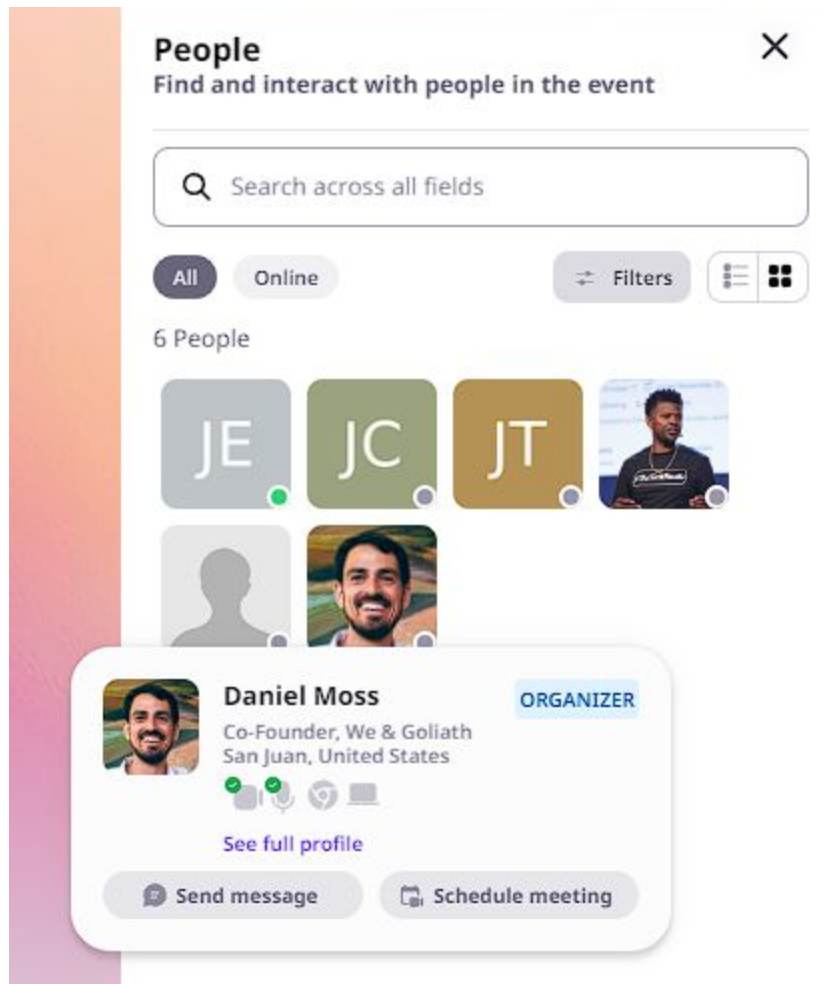 People
Find and interact with people in the event
Search across all fields
All
Online
Filters
6 People
JE
JC
JT
Daniel Moss
ORGANIZER
Co-Founder, We & Goliath
San Juan, United States
See full profile
Send message
Schedule meeting